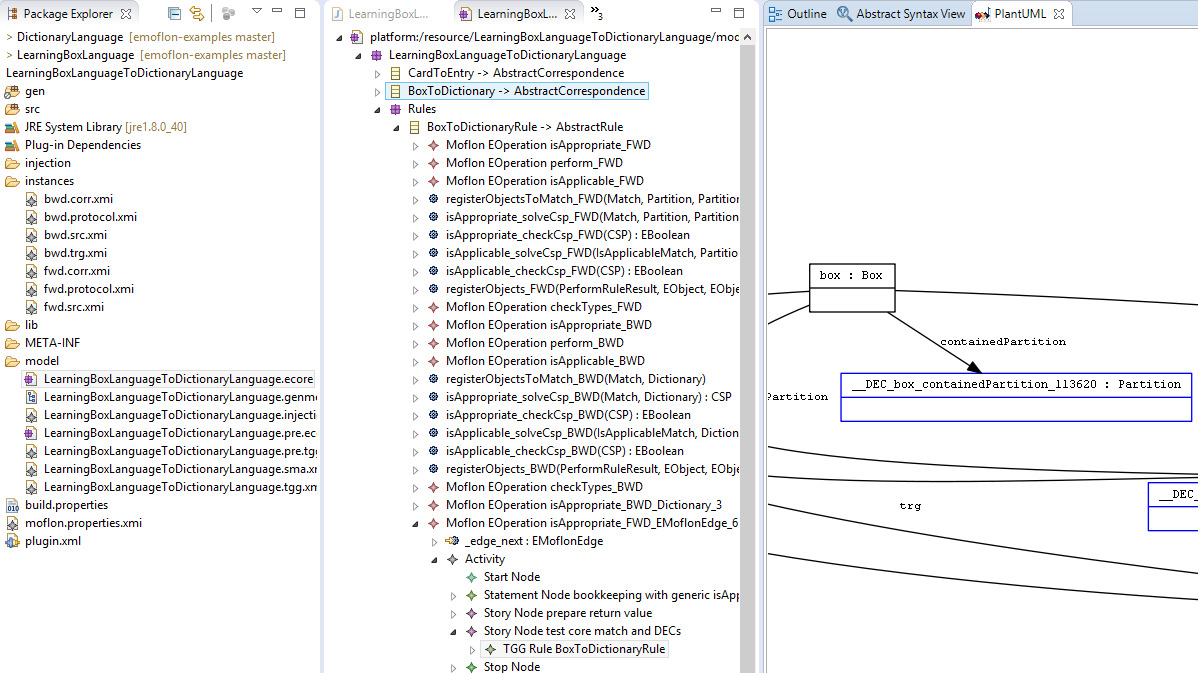 Package Explorer
> DictionaryLanguage [emoflon-examples master]
> LearningBoxLanguage [emoflon-examples master]
LearningBoxLanguageToDictionaryLanguage
gen
src
JRE System Library [jre1.8.0_40]
Plug-in Dependencies
injection
instances
bwd.corr.xmi
bwd.protocol.xmi
bwd.src.xmi
bwd.trg.xmi
fwd.corr.xmi
fwd.protocol.xmi
fwd.src.xmi
lib
META-INF
model
LearningBoxLanguageToDictionaryLanguage.ecore
LearningBoxLanguageToDictionaryLanguage.genm
LearningBoxLanguageToDictionaryLanguage.injecti
LearningBoxLanguageToDictionaryLanguage.pre.ec
LearningBoxLanguageToDictionaryLanguage.pre.tg
LearningBoxLanguageToDictionaryLanguage.sma.x
LearningBoxLanguageToDictionaryLanguage.tgg.xm
build.properties
moflon.properties.xmi
plugin.xml
LearningBoxL... LearningBoxL... »3
platform:/resource/LearningBoxLanguageToDictionaryLanguage/mod
LearningBoxLanguageToDictionaryLanguage
CardToEntry -> AbstractCorrespondence
BoxToDictionary -> AbstractCorrespondence
Rules
BoxToDictionaryRule -> AbstractRule
Moflon EOperation isAppropriate_FWD
Moflon EOperation perform_FWD
Moflon EOperation isApplicable_FWD
registerObjectsToMatch_FWD(Match, Partition, Partition
isAppropriate_solveCsp_FWD(Match, Partition, Partition
isAppropriate_checkCsp_FWD(CSP) : EBoolean
isApplicable_solveCsp_FWD(IsApplicableMatch, Partitio
isApplicable_checkCsp_FWD(CSP) : EBoolean
registerObjects_FWD(PerformRuleResult, EObject, EObje
Moflon EOperation checkTypes_FWD
Moflon EOperation isAppropriate_BWD
Moflon EOperation perform_BWD
Moflon EOperation isApplicable_BWD
registerObjectsToMatch_BWD(Match, Dictionary)
isAppropriate_solveCsp_BWD(Match, Dictionary) : CSP
isAppropriate_checkCsp_BWD(CSP) : EBoolean
isApplicable_solveCsp_BWD(IsApplicableMatch, Diction
isApplicable_checkCsp_BWD(CSP) : EBoolean
registerObjects_BWD(PerformRuleResult, EObject, EObje
Moflon EOperation checkTypes_BWD
Moflon EOperation isAppropriate_BWD_Dictionary_3
Moflon EOperation isAppropriate_FWD_EMoflonEdge_6
_edge_next : EMoflonEdge
Activity
Start Node
Statement Node bookkeeping with generic isApp
Story Node prepare return value
Story Node test core match and DECs
TGG Rule BoxToDictionaryRule
Stop Node
Outline Abstract Syntax View PlantUML
box : Box
containedPartition
__DEC_box_containedPartition_113620 : Partition
Partition
__DEC_
trg